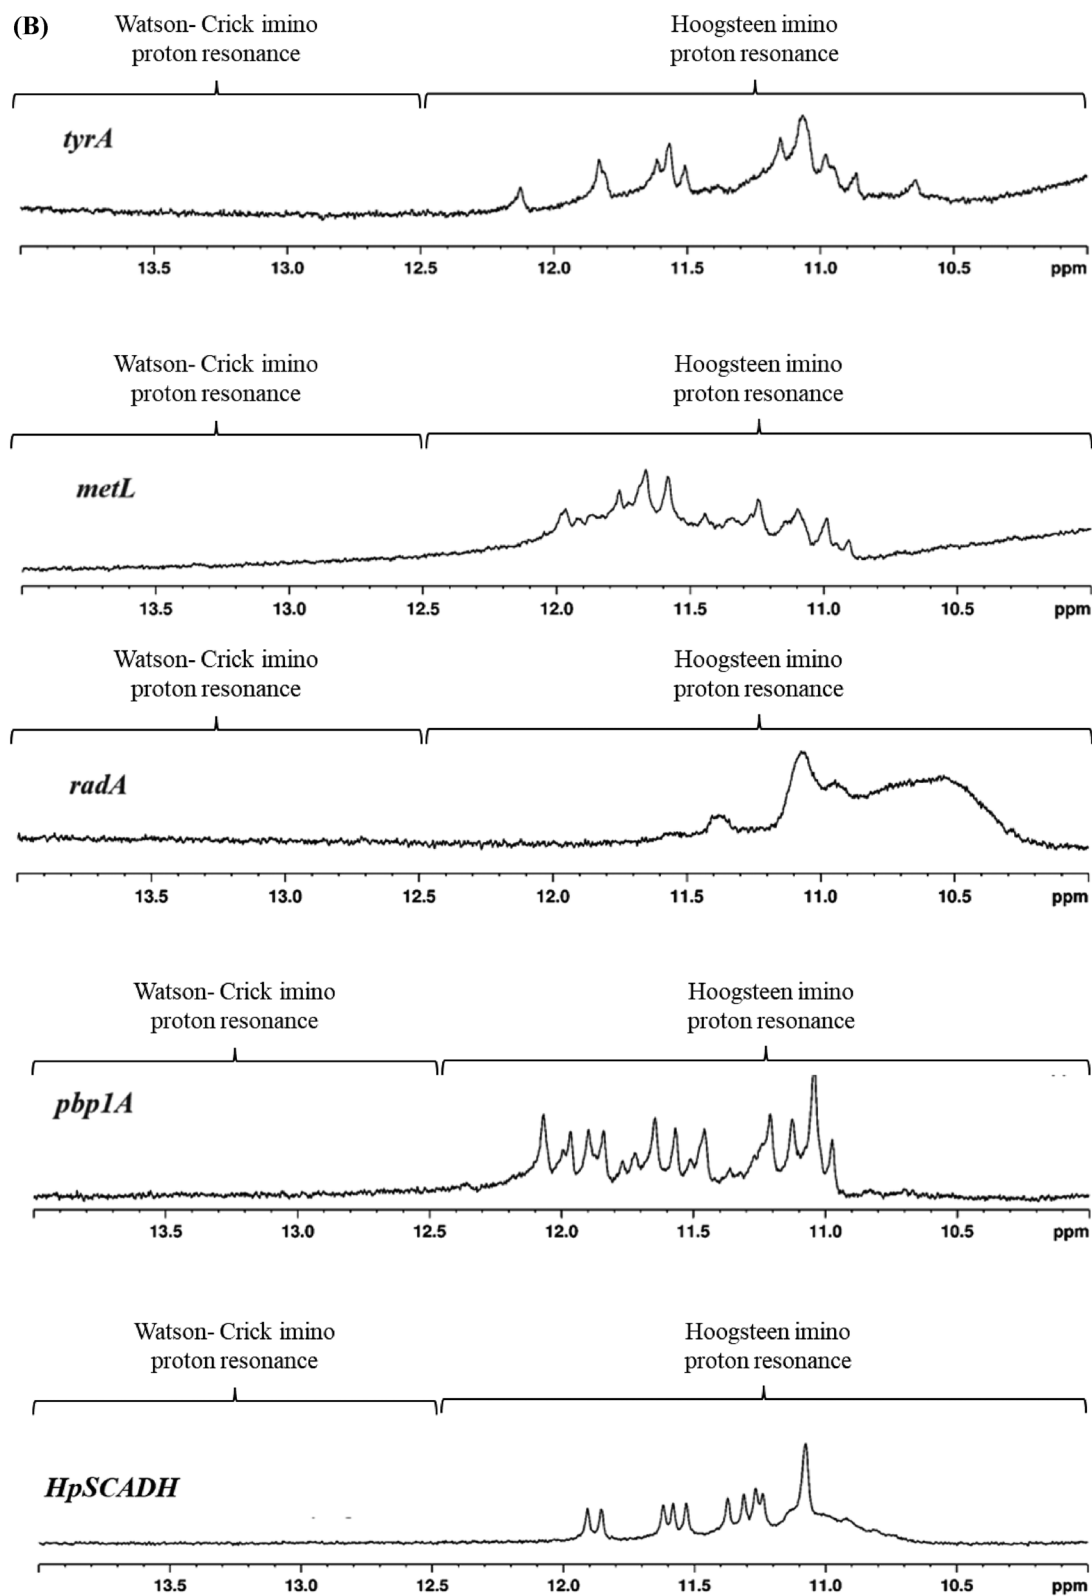 (B)
Watson- Crick imino
proton resonance
Hoogsteen imino
proton resonance
tyrA
13.5 13.0 12.5 12.0 11.5 11.0 10.5 ppm
Watson- Crick imino
proton resonance
Hoogsteen imino
proton resonance
metL
13.5 13.0 12.5 12.0 11.5 11.0 10.5 ppm
Watson- Crick imino
proton resonance
Hoogsteen imino
proton resonance
radA
13.5 13.0 12.5 12.0 11.5 11.0 10.5 ppm
Watson- Crick imino
proton resonance
Hoogsteen imino
proton resonance
pbp1A
13.5 13.0 12.5 12.0 11.5 11.0 10.5 ppm
Watson- Crick imino
proton resonance
Hoogsteen imino
proton resonance
HpSCADH
13.5 13.0 12.5 12.0 11.5 11.0 10.5 ppm